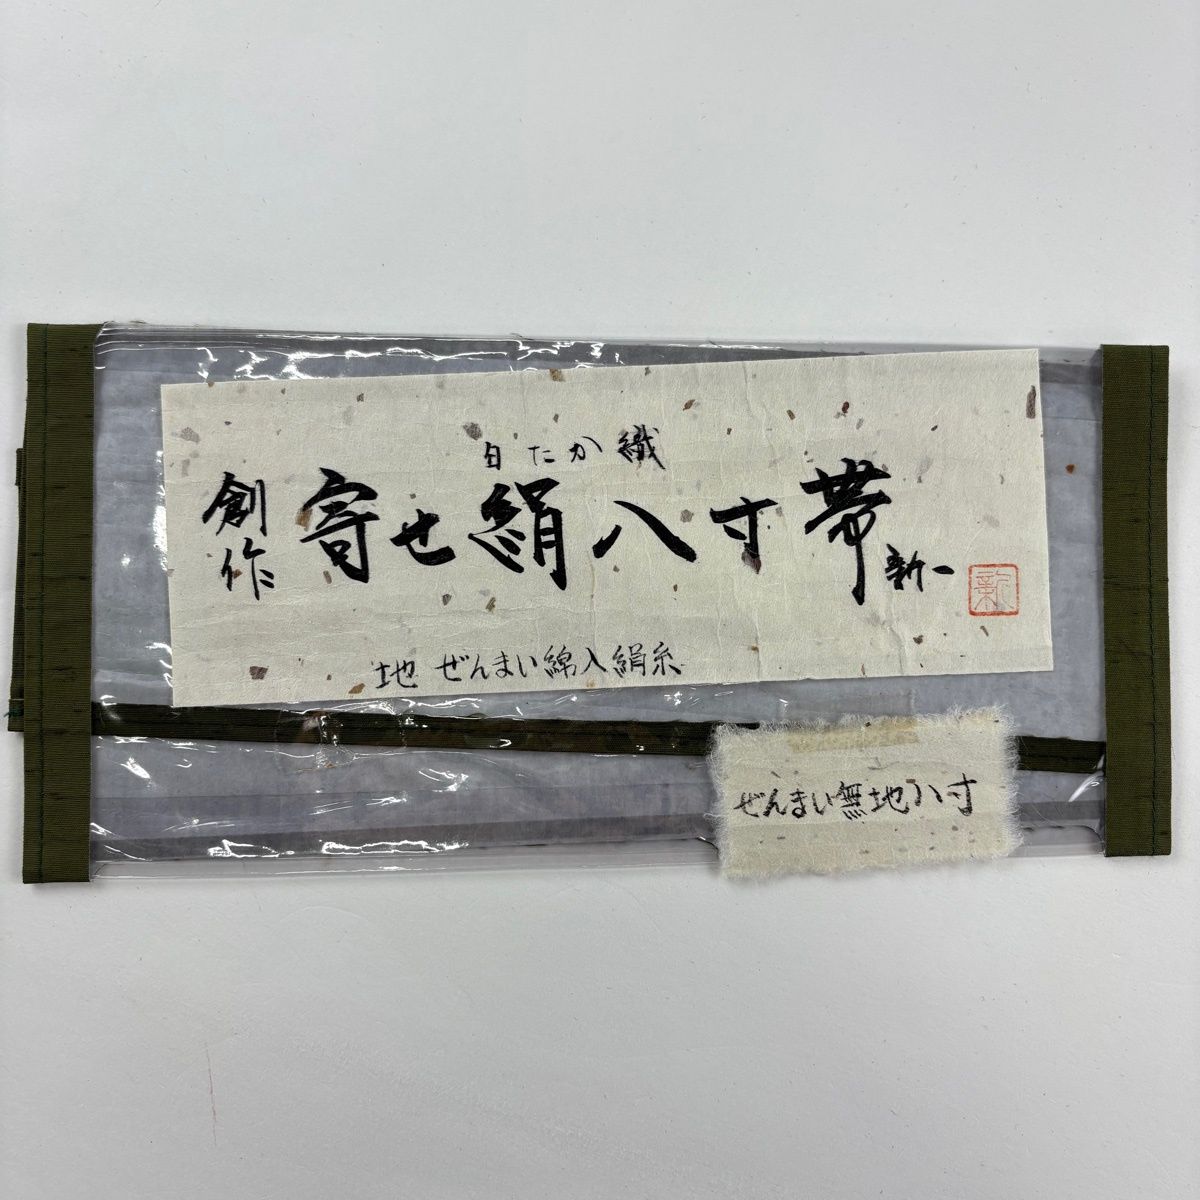 白たか織
創作
寄せ絹八寸帯
新一
新
地 ぜんまい綿入絹糸
ぜんまい無地八寸